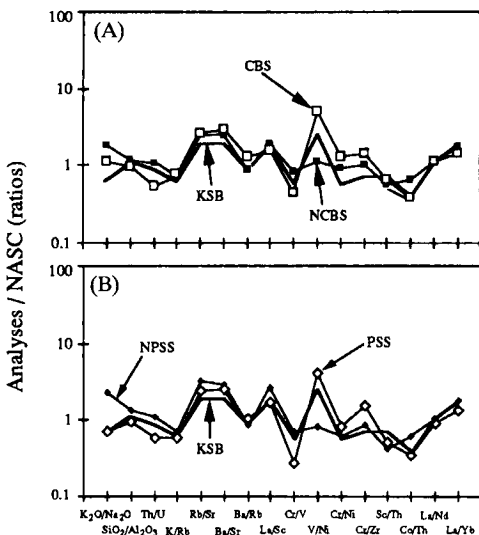 100
(A)
CBS
10
1
KSB
NCBS
0.1
Analyses / NASC (ratios)
100
(B)
NPSS
PSS
10
1
KSB
0.1
K2O/Na2O
SiO2/Al2O3
Th/U
K/Rb
Rb/Sr
Ba/Sr
Ba/Rb
La/Sc
Cr/V
V/Ni
Cr/Ni
Cr/Zr
Sc/Th
Co/Th
La/Nd
La/Yb